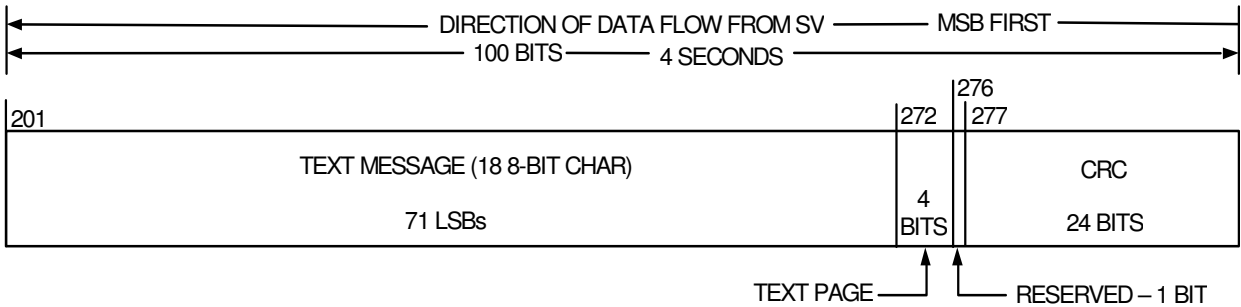 DIRECTION OF DATA FLOW FROM SV MSB FIRST
100 BITS 4 SECONDS
276
201 272 277
TEXT MESSAGE (18 8-BIT CHAR) CRC
4
71 LSBs BITS 24 BITS
TEXT PAGE RESERVED – 1 BIT